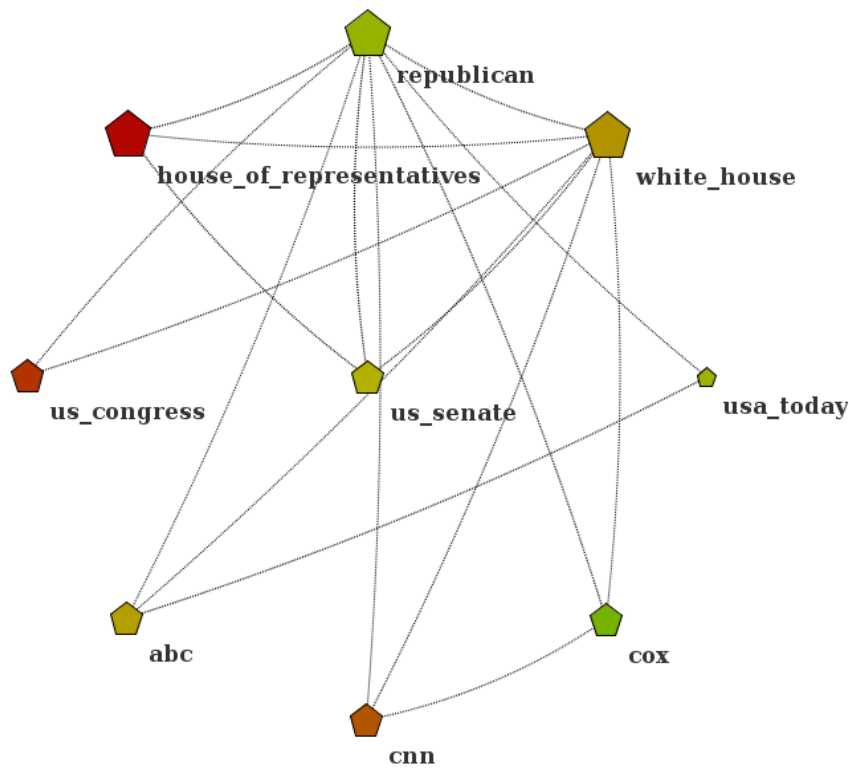 republican
house_of_representatives
white_house
us_congress
us_senate
usa_today
abc
cox
cnn